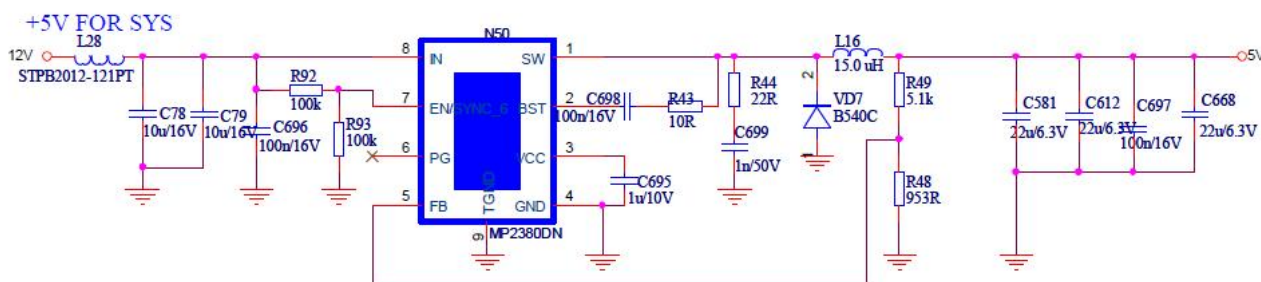 +5V FOR SYS
12V
L28
STPB2012-121PT
C78
10u/16V
C79
10u/16V
C696
100n/16V
R92
100k
R93
100k
N50
8
IN
SW
1
7
EN/SYNC_6
BST
2
6
PG
VCC
3
5
FB
GND
4
TGND
9
MP2380DN
C698
100n/16V
R43
10R
C695
1u/10V
R44
22R
C699
1n/50V
2
VD7
B540C
1
L16
15.0 uH
R49
5.1k
R48
953R
C581
22u/6.3V
C612
22u/6.3V
C697
100n/16V
C668
22u/6.3V
5V